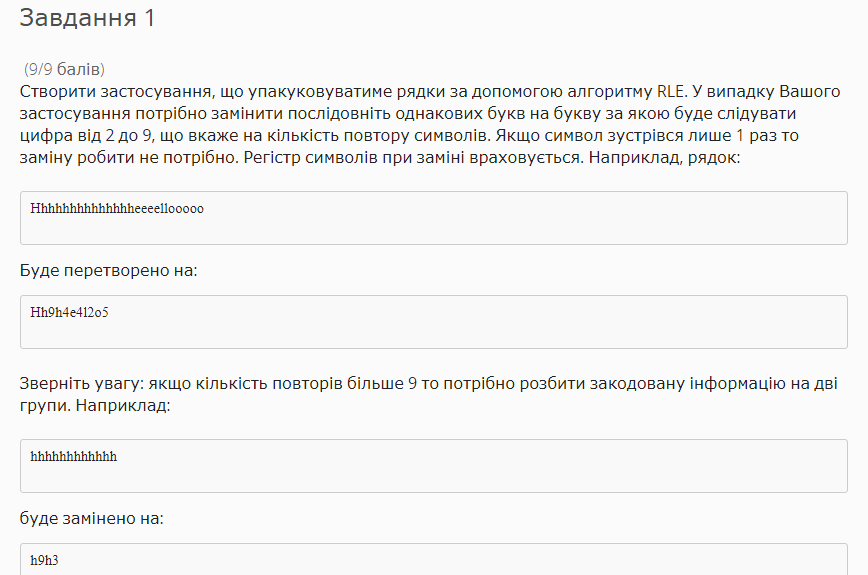 Завдання 1
(9/9 балів)
Створити застосування, що упакуковуватиме рядки за допомогою алгоритму RLE. У випадку Вашого
застосування потрібно замінити послідовніть однакових букв на букву за якою буде слідувати
цифра від 2 до 9, що вкаже на кількість повтору символів. Якщо символ зустрівся лише 1 раз то
заміну робити не потрібно. Регістр символів при заміні враховується. Наприклад, рядок:
Hhhhhhhhhhhhhheeeellooooo
Буде перетворено на:
Hh9h4e4l2o5
Зверніть увагу: якщо кількість повторів більше 9 то потрібно розбити закодовану інформацію на дві
групи. Наприклад:
hhhhhhhhhhhh
буде замінено на:
h9h3